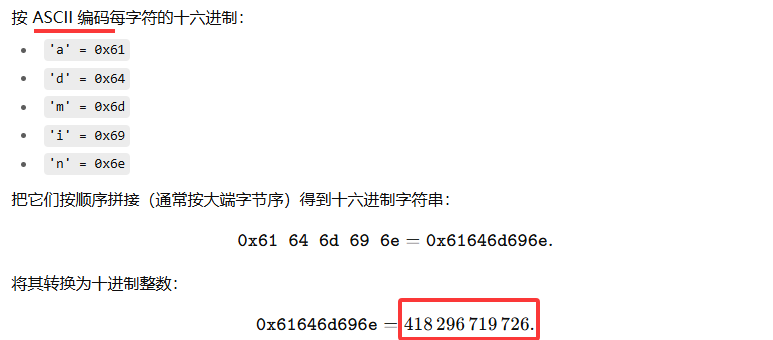 按 ASCII 编码每字符的十六进制：
• 'a' = 0x61
• 'd' = 0x64
• 'm' = 0x6d
• 'i' = 0x69
• 'n' = 0x6e
把它们按顺序拼接（通常按大端字节序）得到十六进制字符串：
0x61 64 6d 69 6e = 0x61646d696e.
将其转换为十进制整数：
0x61646d696e = 418 296 719 726.